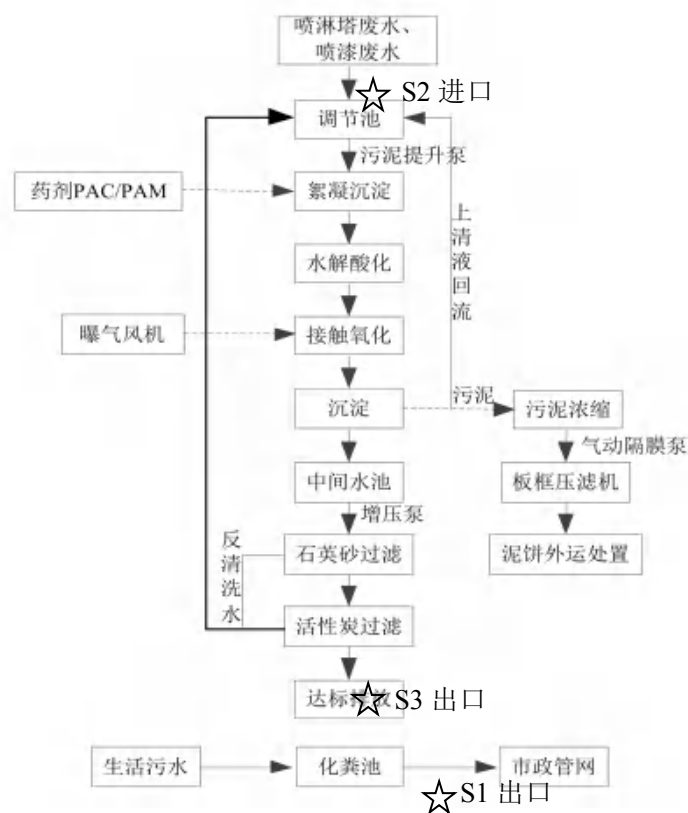 喷淋塔废水、
喷漆废水
S2 进口
调节池
污泥提升泵
药剂PAC/PAM
絮凝沉淀
上清液回流
水解酸化
曝气风机
接触氧化
沉淀
污泥
污泥浓缩
气动隔膜泵
中间水池
板框压滤机
增压泵
反清洗水
石英砂过滤
泥饼外运处置
活性炭过滤
达标排放
S3 出口
生活污水
化粪池
市政管网
S1 出口